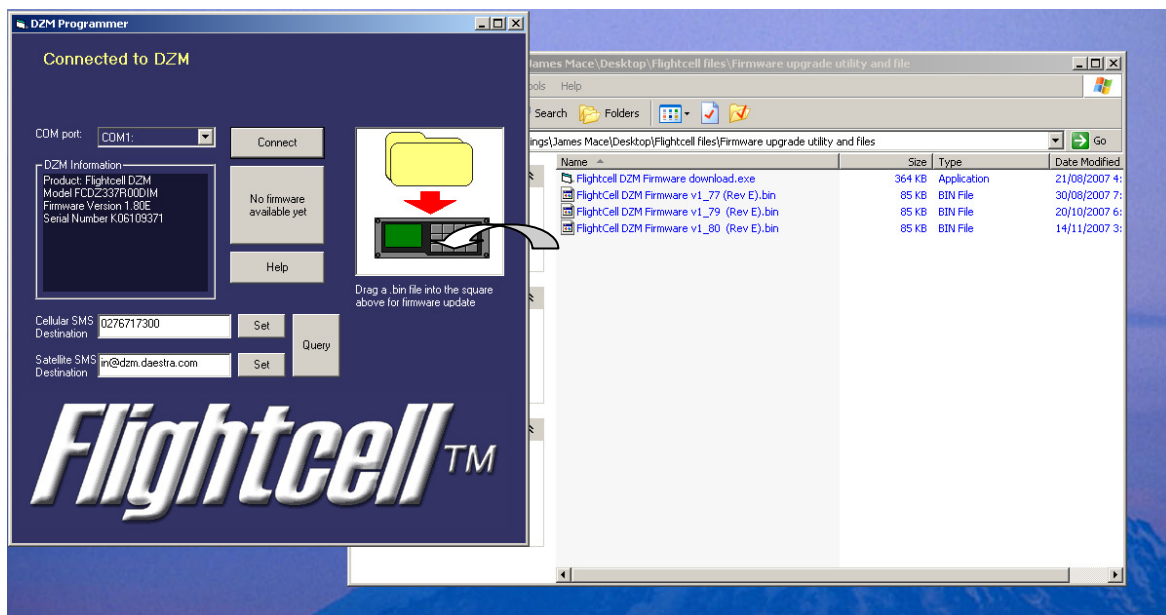 DZM Programmer
Connected to DZM
COM port:
COM1:
Connect
DZM Information
Product: Flightcell DZM
Model FCDZ337R00DIM
Firmware Version 1.80E
Serial Number K06109371
No firmware
available yet
Help
Drag a .bin file into the square
above for firmware update
Cellular SMS
Destination
0276717300
Set
Query
Satellite SMS
Destination
in@dzm.daestra.com
Set
Flightcell TM
James Mace\Desktop\Flightcell files\Firmware upgrade utility and file
ools Help
Search Folders
ings\James Mace\Desktop\Flightcell files\Firmware upgrade utility and files
Go
Name Size Type Date Modified
Flightcell DZM Firmware download.exe 364 KB Application 21/08/2007 4:
FlightCell DZM Firmware v1_77 (Rev E).bin 85 KB BIN File 30/08/2007 7:
FlightCell DZM Firmware v1_79 (Rev E).bin 85 KB BIN File 20/10/2007 6:
FlightCell DZM Firmware v1_80 (Rev E).bin 85 KB BIN File 14/11/2007 3: